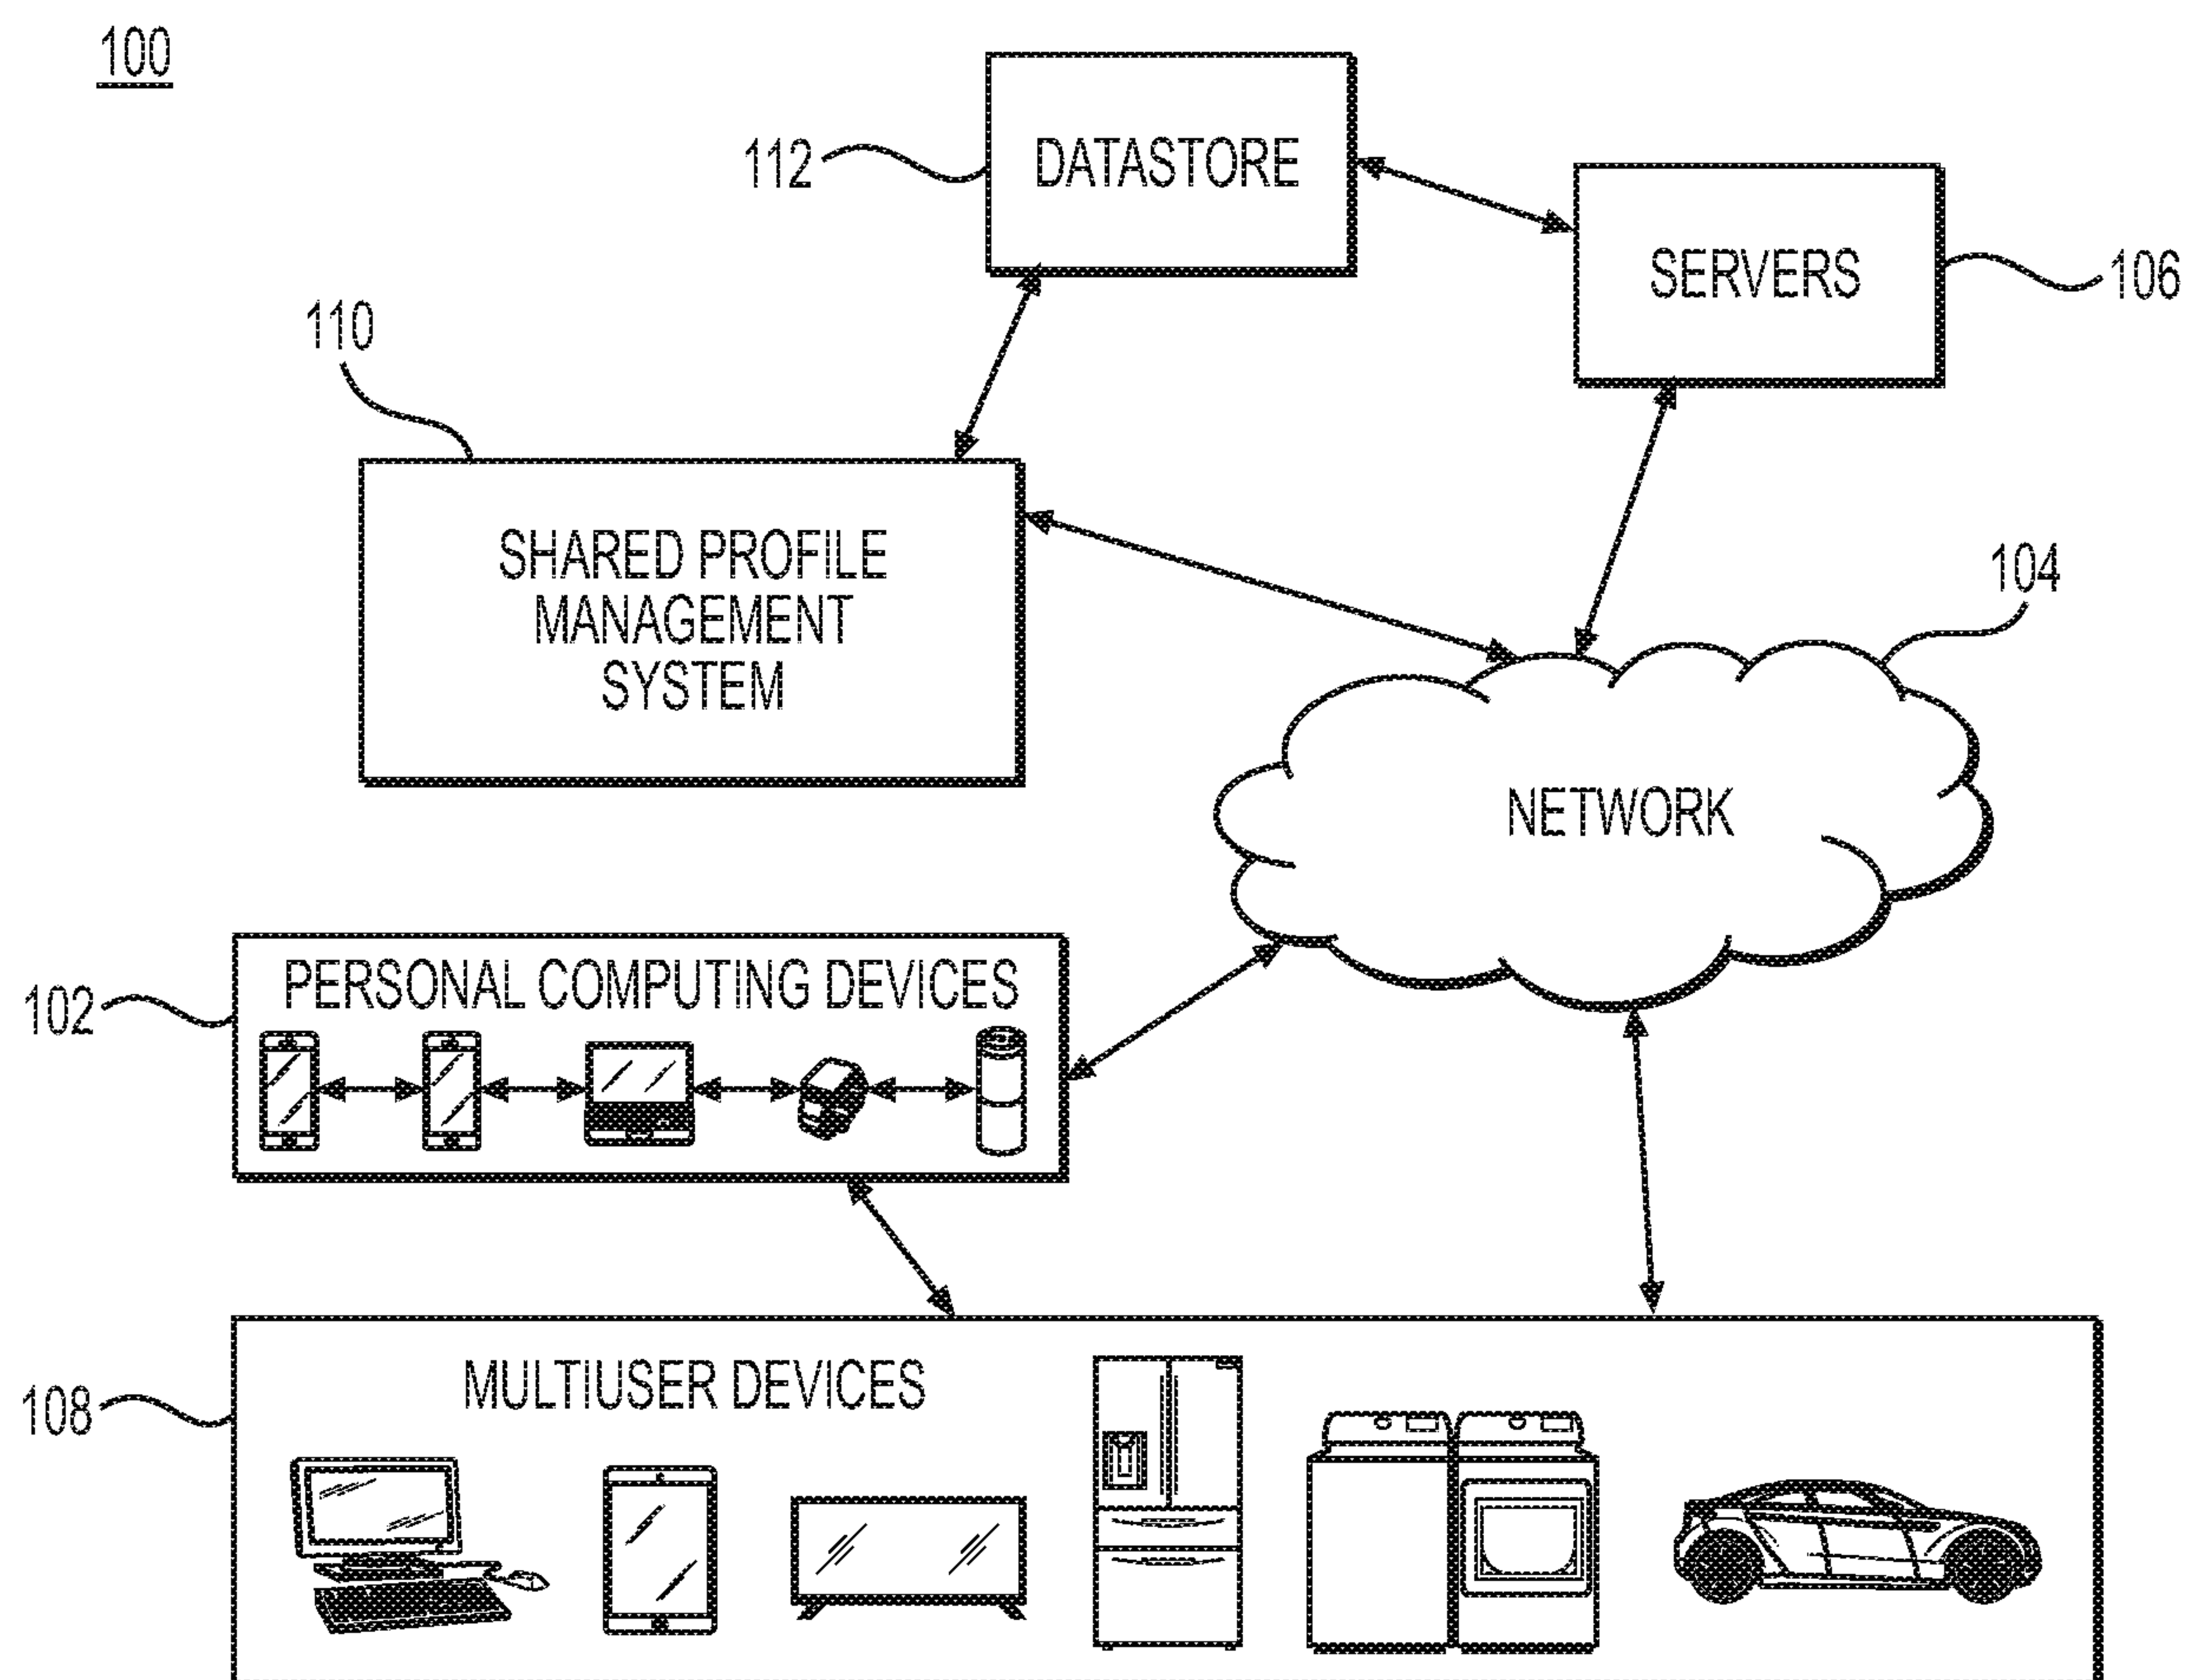 100
112
DATASTORE
SERVERS
106
110
SHARED PROFILE
MANAGEMENT
SYSTEM
104
NETWORK
102
PERSONAL COMPUTING DEVICES
108
MULTIUSER DEVICES